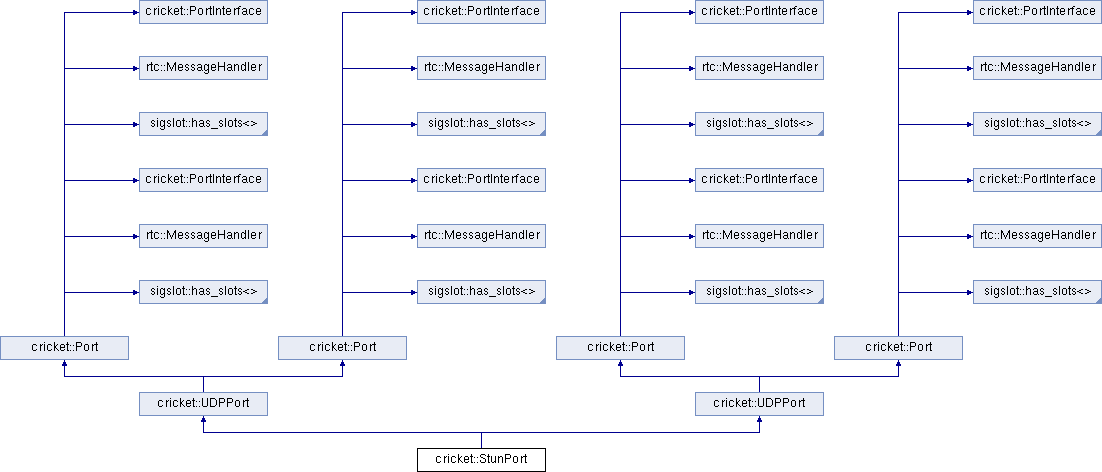 cricket::PortInterface cricket::PortInterface cricket::PortInterface cricket::PortInterface
rtc::MessageHandler rtc::MessageHandler rtc::MessageHandler rtc::MessageHandler
sigslot::has_slots<> sigslot::has_slots<> sigslot::has_slots<> sigslot::has_slots<>
cricket::PortInterface cricket::PortInterface cricket::PortInterface cricket::PortInterface
rtc::MessageHandler rtc::MessageHandler rtc::MessageHandler rtc::MessageHandler
sigslot::has_slots<> sigslot::has_slots<> sigslot::has_slots<> sigslot::has_slots<>
cricket::Port cricket::Port cricket::Port cricket::Port
cricket::UDPPort cricket::UDPPort
cricket::StunPort